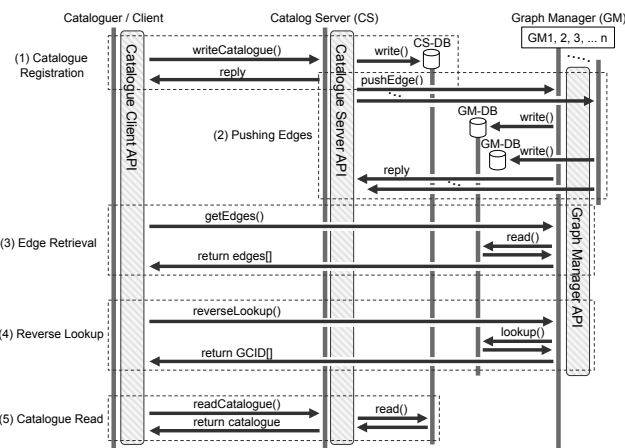 Cataloguer / Client
Catalog Server (CS)
Graph Manager (GM)
GM1, 2, 3, ... n
(1) Catalogue
Registration
writeCatalogue()
reply
write()
CS-DB
pushEdge()
...
(2) Pushing Edges
GM-DB
write()
GM-DB
write()
reply
...
Catalogue Client API
Catalogue Server API
Graph Manager API
(3) Edge Retrieval
getEdges()
read()
return edges[]
(4) Reverse Lookup
reverseLookup()
lookup()
return GCID[]
(5) Catalogue Read
readCatalogue()
return catalogue
read()